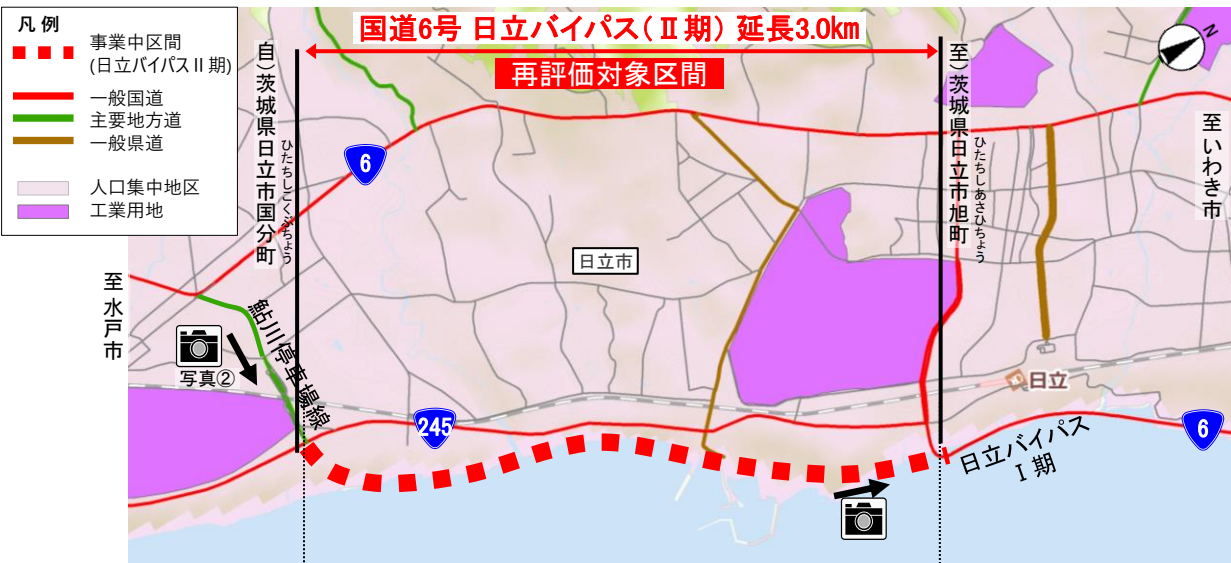 凡例
事業中区間
(日立バイパスⅡ期)
一般国道
主要地方道
一般県道
人口集中地区
工業用地
国道6号 日立バイパス(Ⅱ期) 延長3.0km
再評価対象区間
自)茨城県日立市国分町
ひたちしこくぶちょう
至)茨城県日立市旭町
ひたちしあさひちょう
N
至いわき市
6
日立市
至水戸市
鮎川停車場線
写真②
245
日立
6
日立バイパス
Ⅰ期